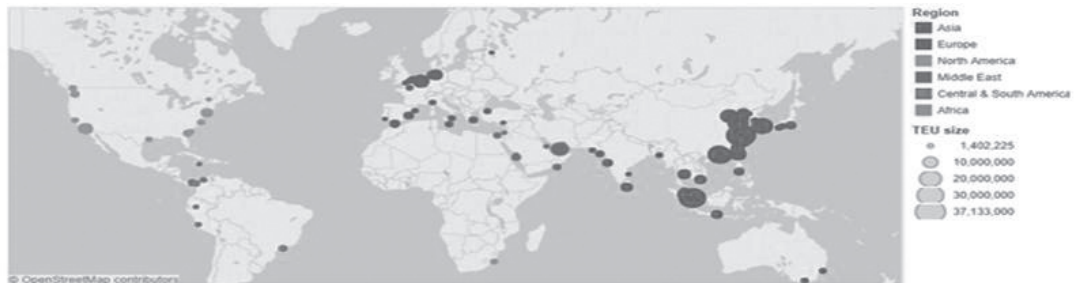 Region
Asia
Europe
North America
Middle East
Central & South America
Africa
TEU size
1,402,225
10,000,000
20,000,000
30,000,000
37,133,000
© OpenStreetMap contributors